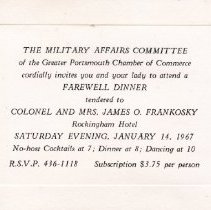 THE MILITARY AFFAIRS COMMITTEE
of the Greater Portsmouth Chamber of Commerce
cordially invites you and your lady to attend a
FAREWELL DINNER
tendered to
COLONEL AND MRS. JAMES O. FRANKOSKY
Rockingham Hotel
SATURDAY EVENING, JANUARY 14, 1967
No-host Cocktails at 7; Dinner at 8; Dancing at 10
R.S.V.P. 436-1118 Subscription $3.75 per person